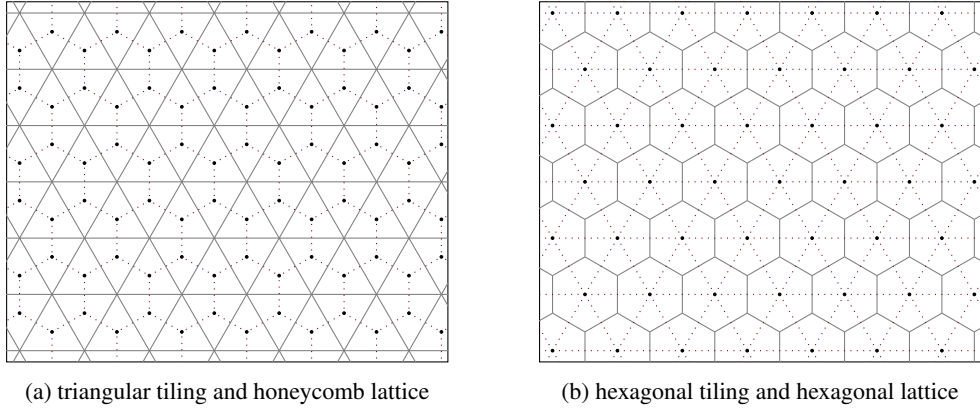 (a) triangular tiling and honeycomb lattice
(b) hexagonal tiling and hexagonal lattice